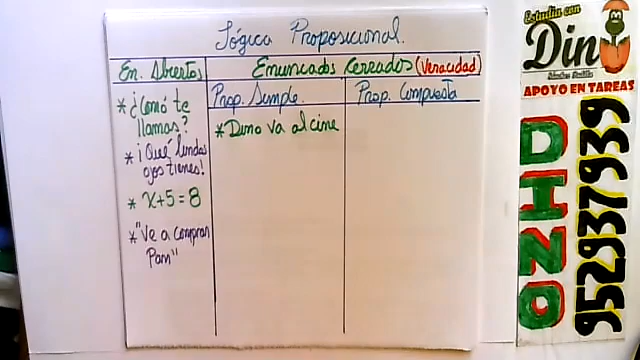 Lógica Proposicional.
En. Abiertos
Enunciados Cerrados (Veracidad)
Prop. Simple.
Prop. Compuesta
* ¿Cómo te
llamas?
* ¡Qué lindos
ojos tienes!
* x+5=8
* "Ve a comprar
Pan"
* Dino va al cine
Estudia con
Dino
APOYO EN TAREAS
DINO
952937939